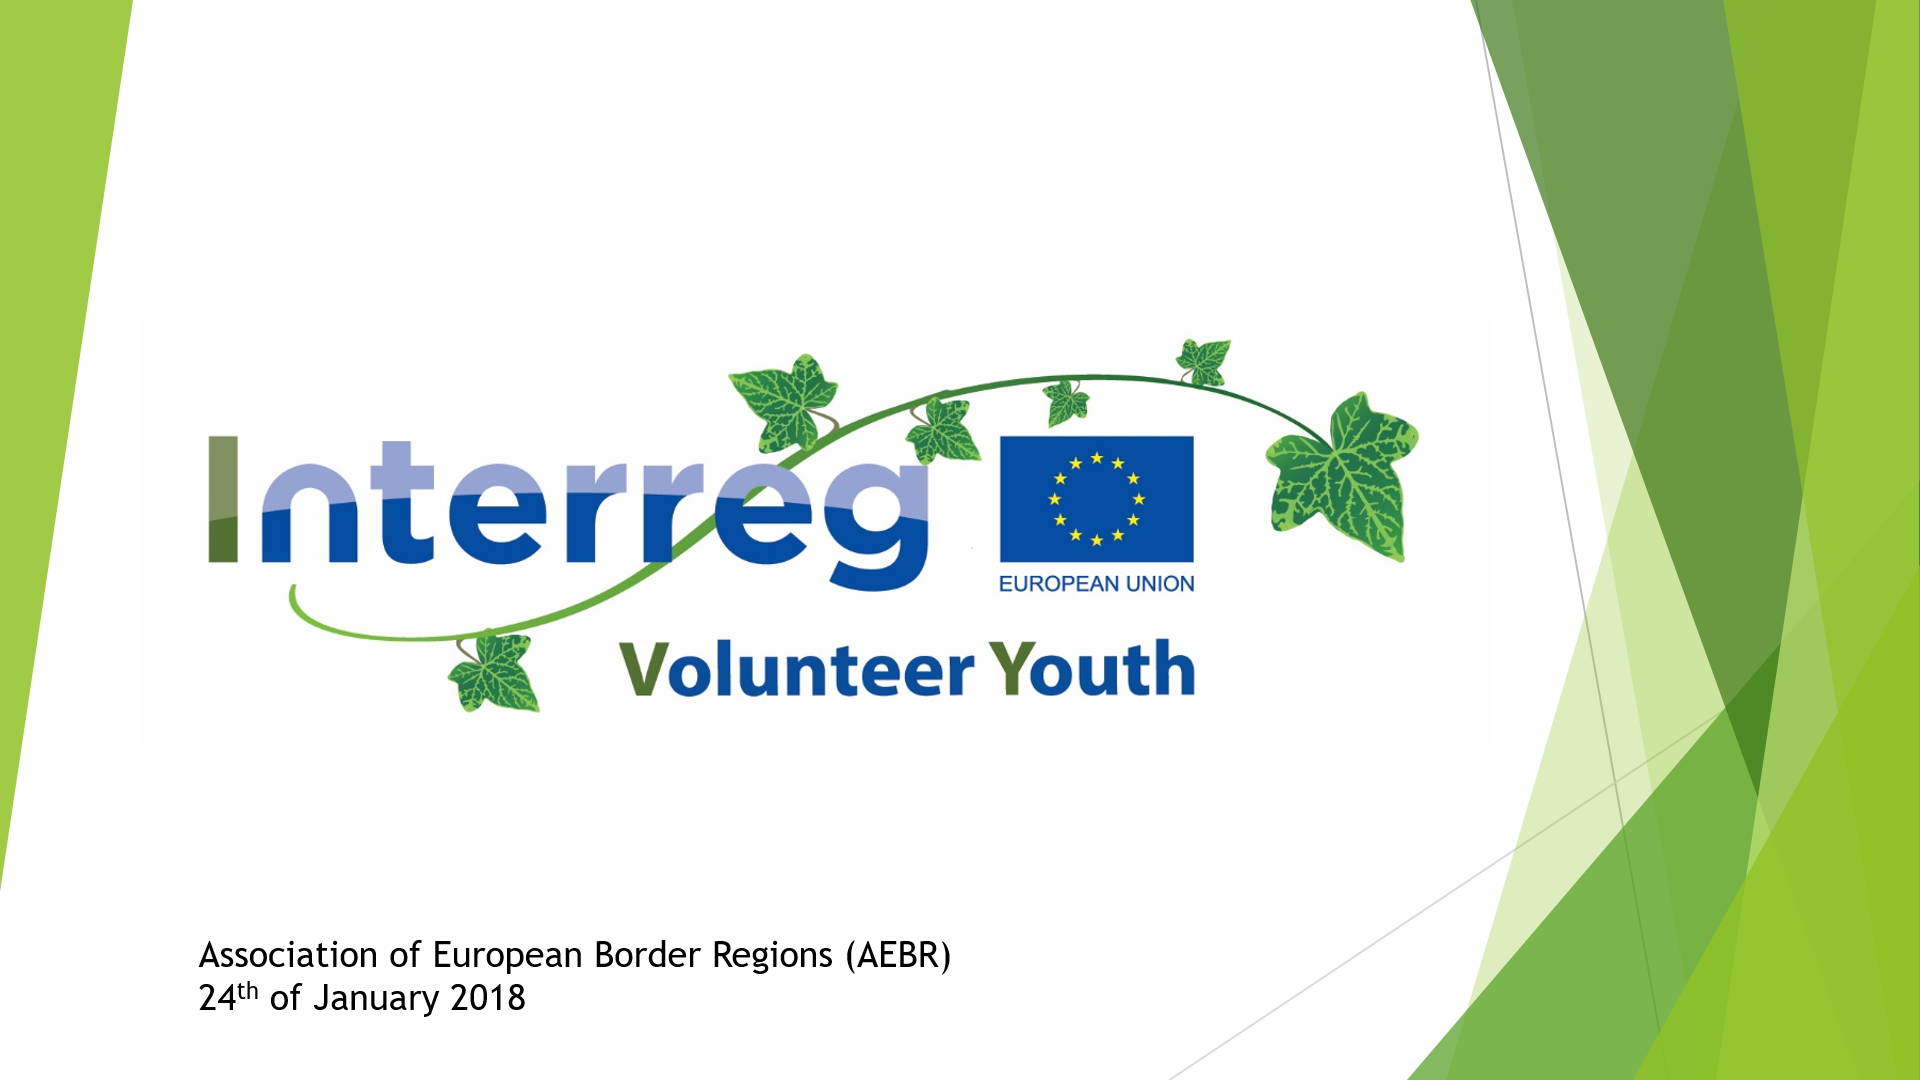 Interreg
EUROPEAN UNION
Volunteer Youth
Association of European Border Regions (AEBR)
24th of January 2018